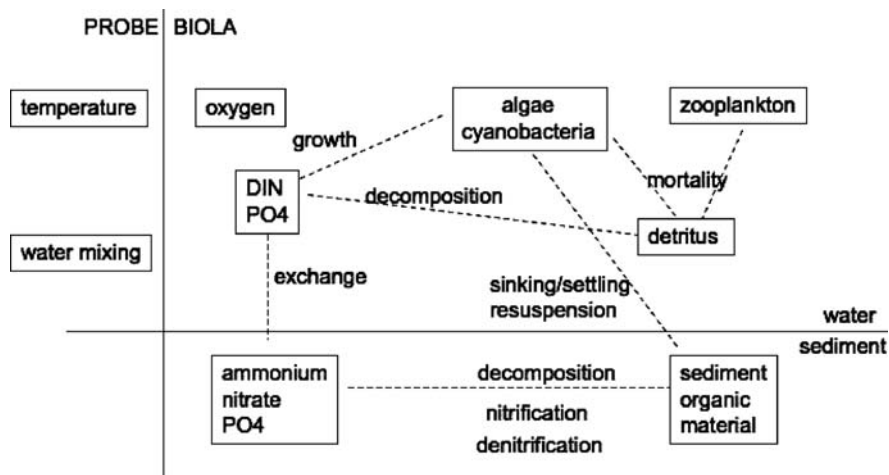 PROBE BIOLA
temperature
oxygen
algae
cyanobacteria
zooplankton
growth
DIN
PO4
decomposition
mortality
detritus
water mixing
exchange
sinking/settling
resuspension
water
sediment
ammonium
nitrate
PO4
decomposition
nitrification
denitrification
sediment
organic
material